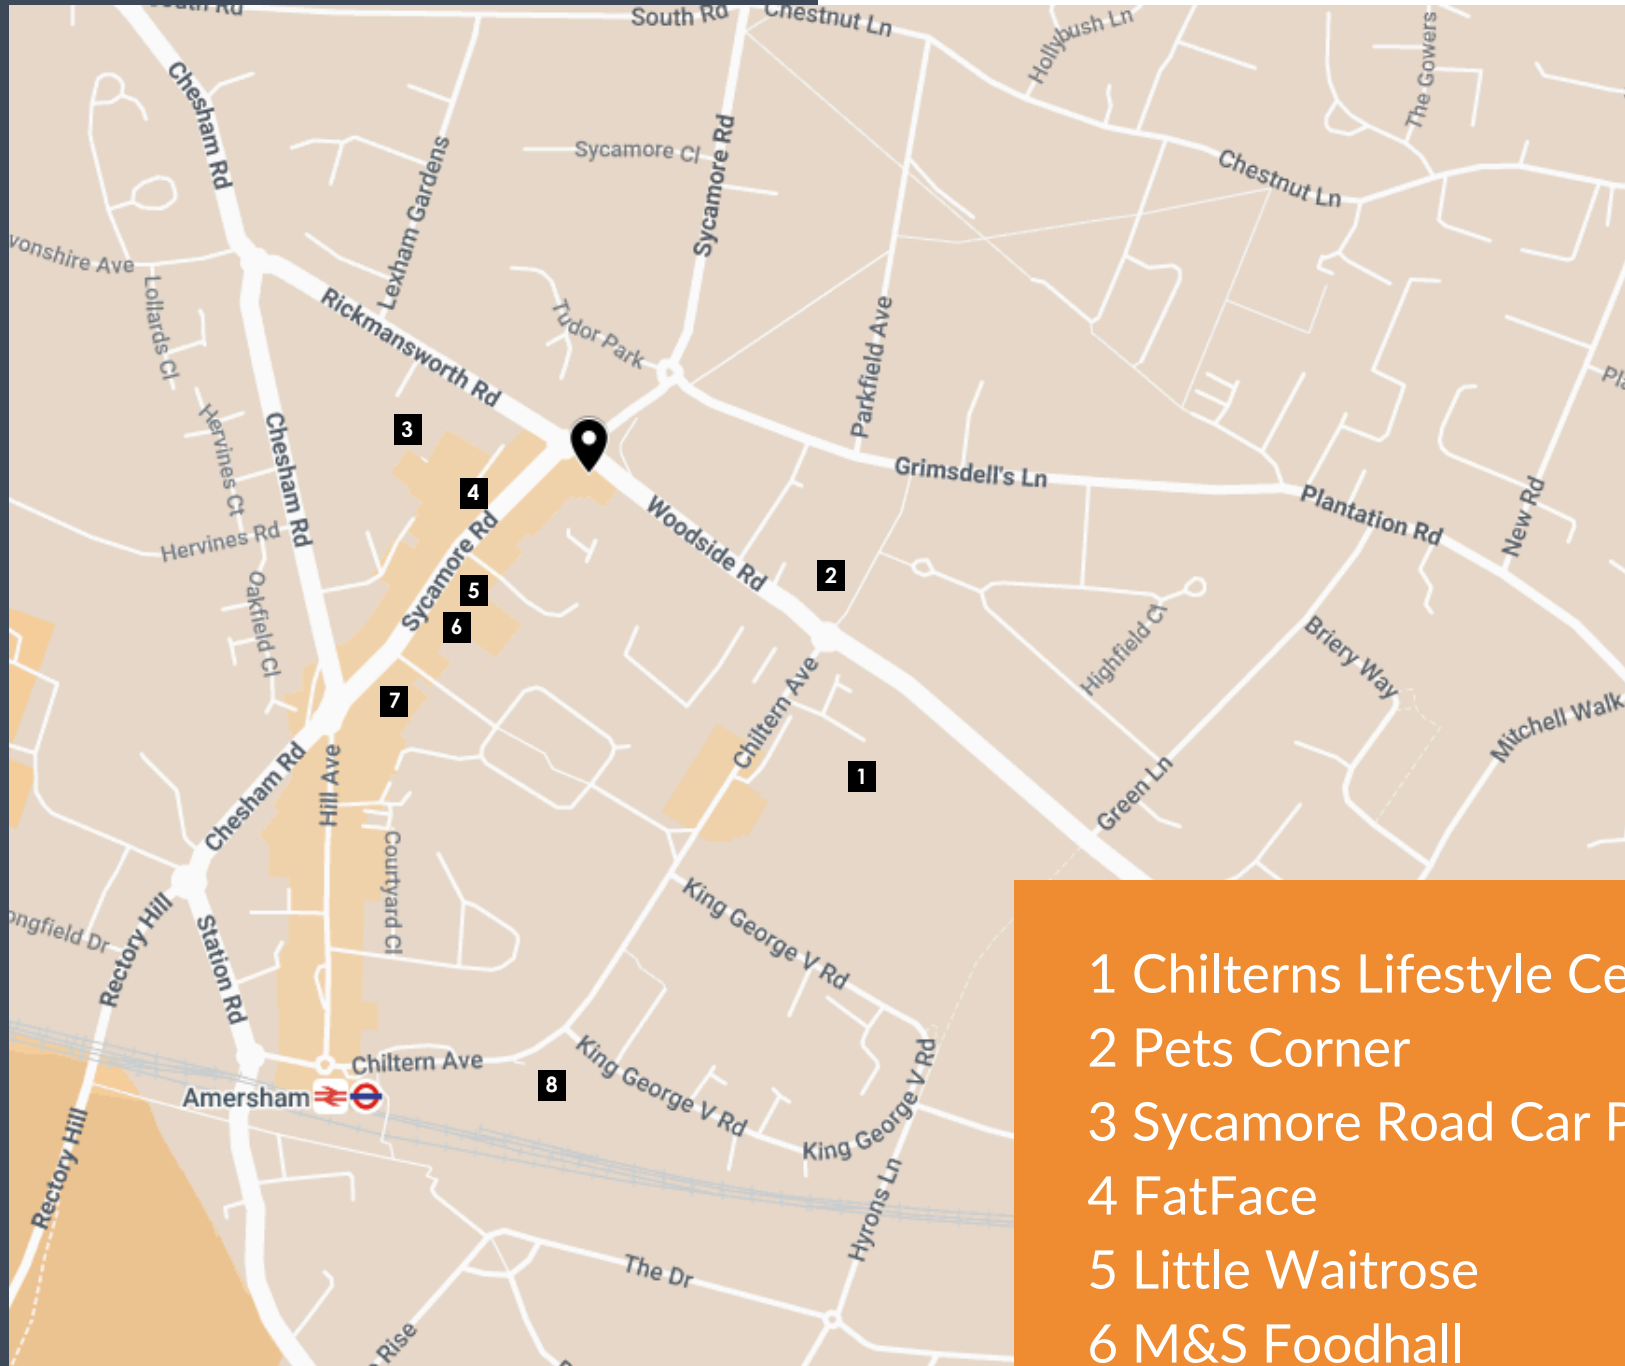 South Rd
Chestnut Ln
Hollybush Ln
The Gowers
Chesham Rd
Sycamore Rd
Sycamore Cl
Lexham Gardens
Chestnut Ln
vonshire Ave
Lollards Cl
Rickmansworth Rd
Tudor Park
Parkfield Ave
Hervines Ct
Chesham Rd
3
4
Grimsdell's Ln
Plantation Rd
New Rd
Hervines Rd
Woodside Rd
Sycamore Rd
Oakfield Cl
5
2
6
Highfield Cl
Briery Way
7
Chiltern Ave
Mitchell Walk
Chesham Rd
Hill Ave
1
Green Ln
Courtyard Cl
King George V Rd
ongfield Dr
Rectory Hill
Station Rd
Chiltern Ave
8
King George V Rd
King George V Rd
Amersham
Rectory Hill
Hyrons Ln
The Dr
Rise
1 Chilterns Lifestyle Ce
2 Pets Corner
3 Sycamore Road Car P
4 FatFace
5 Little Waitrose
6 M&S Foodhall